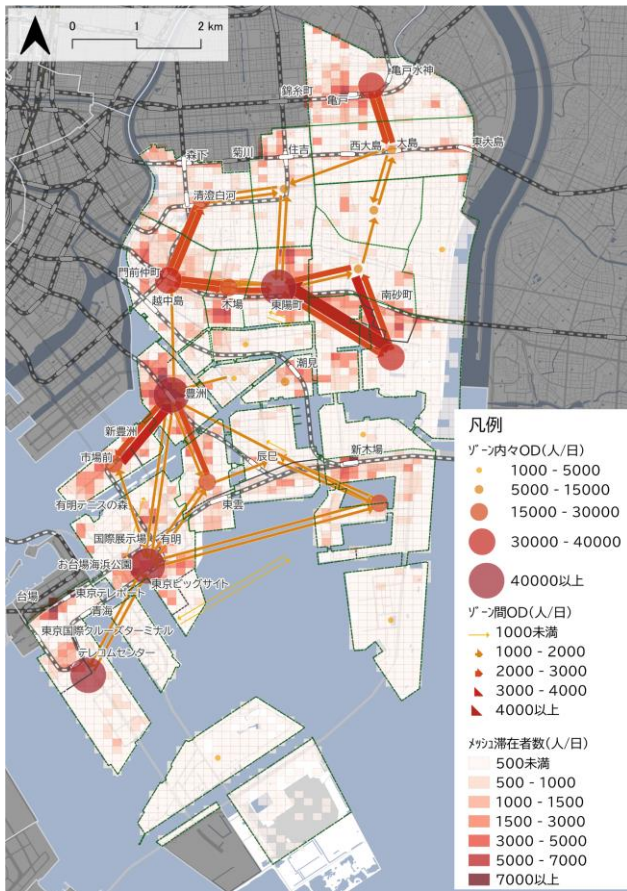 0 1 2 km
亀戸水神
錦糸町
亀戸
東大島
大島
西大島
住吉
菊川
森下
清澄白河
門前仲町
越中島
木場
東陽町
南砂町
潮見
豊洲
新豊洲
市場前
辰巳
新木場
東雲
有明テニスの森
国際展示場
有明
お台場海浜公園
東京ビッグサイト
台場
東京テレポート
青海
東京国際クルーズターミナル
テレコムセンター
凡例
ゾーン内々OD(人/日)
1000 - 5000
5000 - 15000
15000 - 30000
30000 - 40000
40000以上
ゾーン間OD(人/日)
1000未満
1000 - 2000
2000 - 3000
3000 - 4000
4000以上
メッシュ滞在者数(人/日)
500未満
500 - 1000
1000 - 1500
1500 - 3000
3000 - 5000
5000 - 7000
7000以上